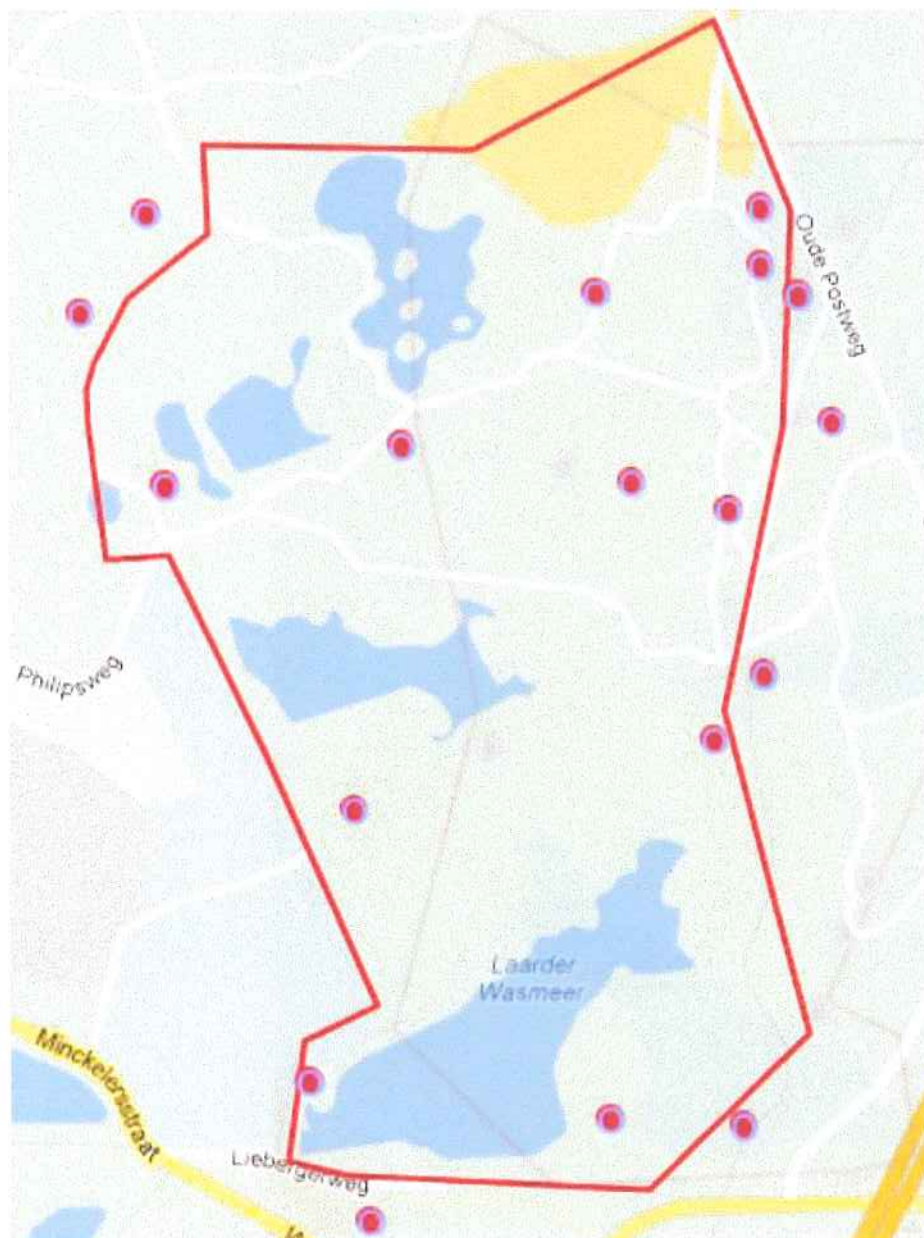 Oude Postweg
Philipsweg
Laarder
Wasmeer
Minckelersstraat
Liebergerweg